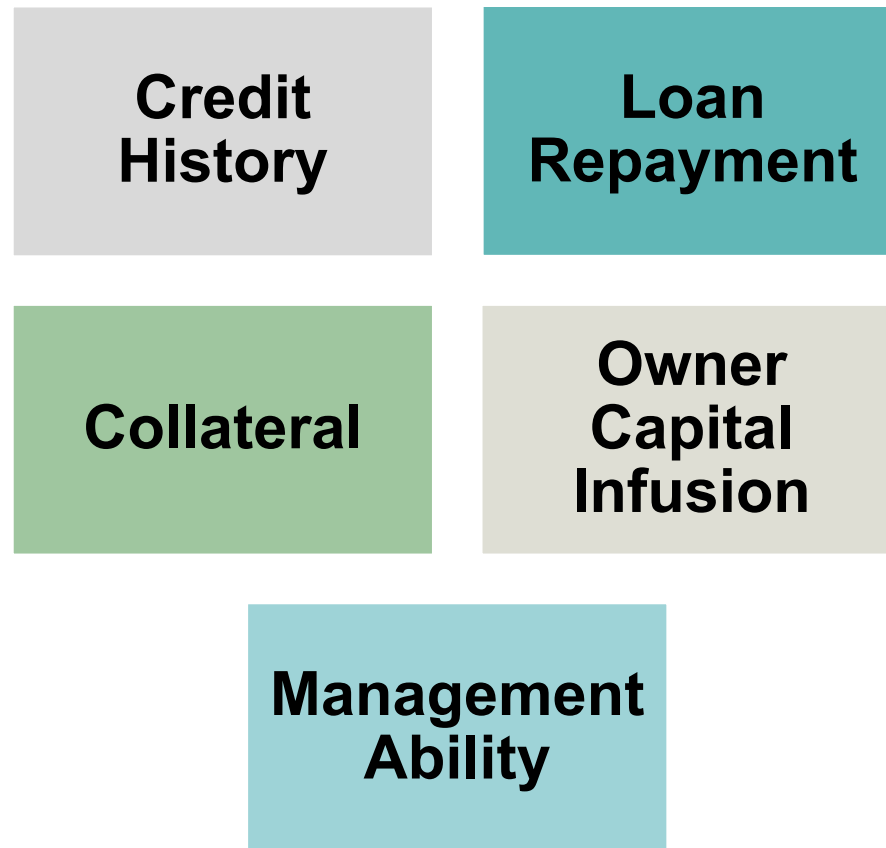 Credit
History
Loan
Repayment
Collateral
Owner
Capital
Infusion
Management
Ability